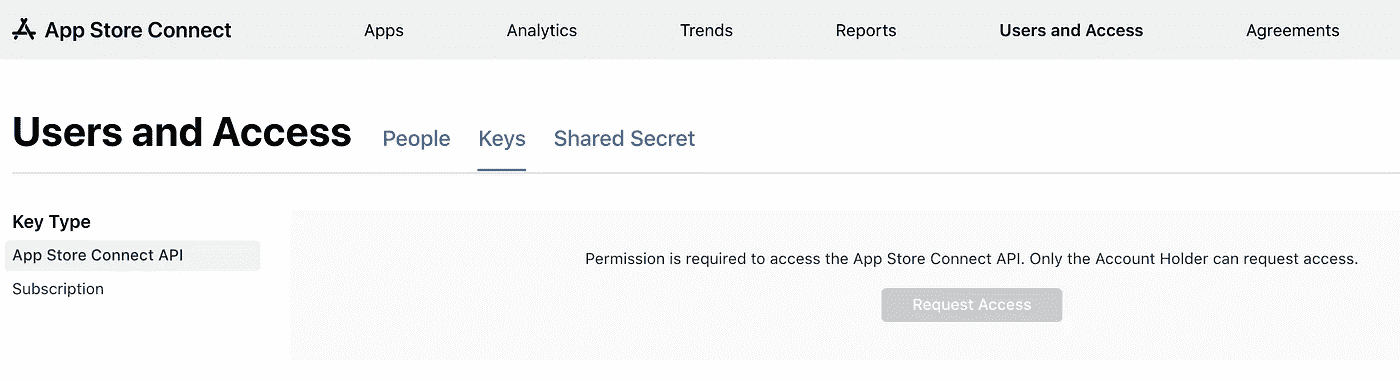 App Store Connect Apps Analytics Trends Reports Users and Access Agreements
Users and Access People Keys Shared Secret
Key Type
App Store Connect API
Subscription
Permission is required to access the App Store Connect API. Only the Account Holder can request access.
Request Access